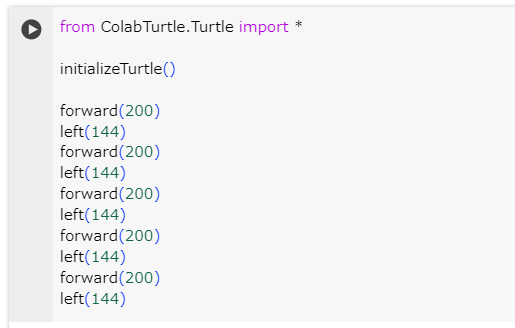 from ColabTurtle.Turtle import *
initializeTurtle()
forward(200)
left(144)
forward(200)
left(144)
forward(200)
left(144)
forward(200)
left(144)
forward(200)
left(144)